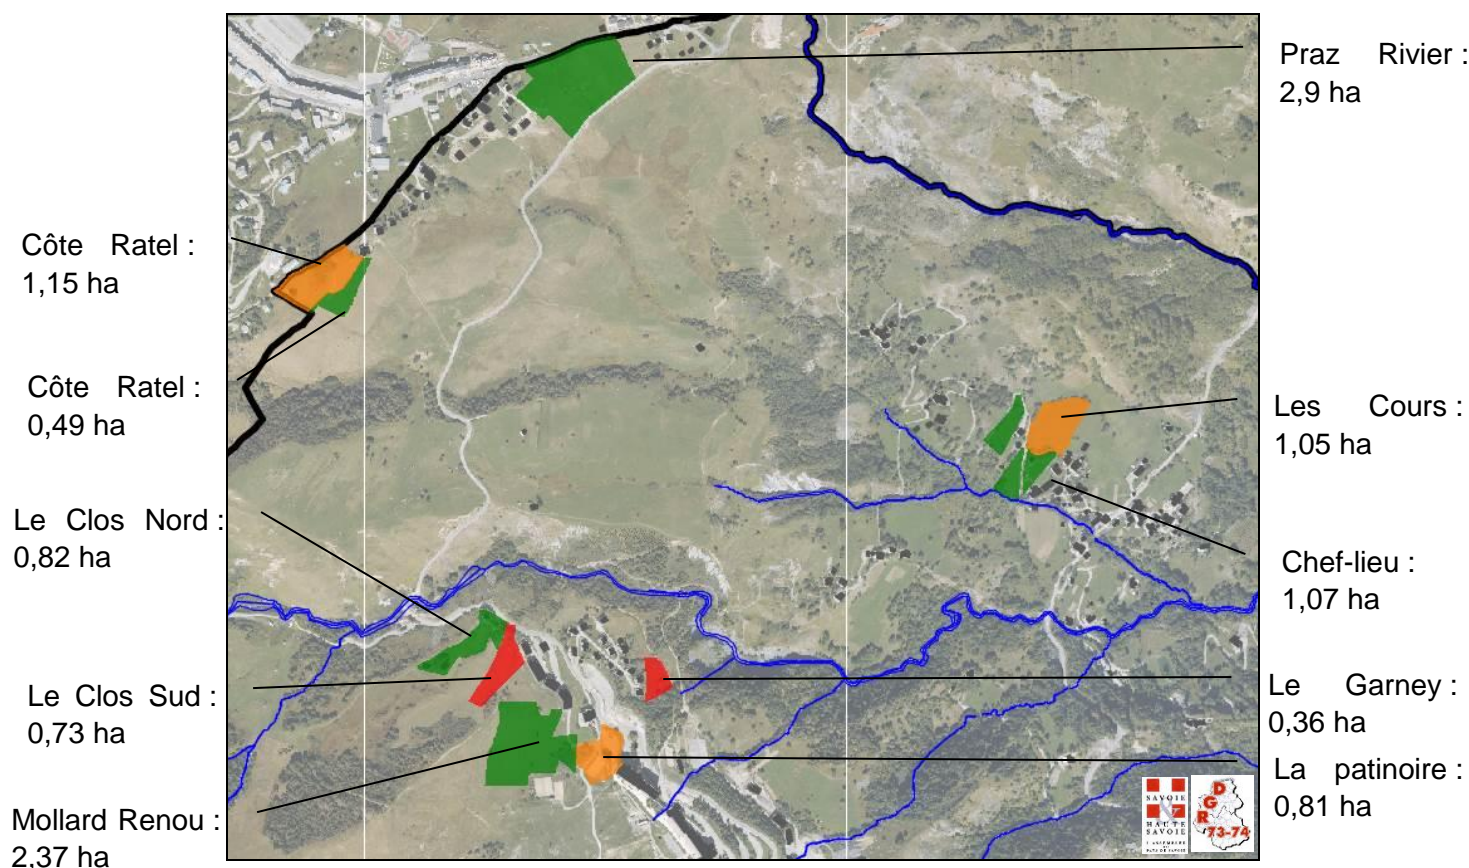 Praz Rivier :
2,9 ha
Côte Ratel :
1,15 ha
Côte Ratel :
0,49 ha
Les Cours :
1,05 ha
Le Clos Nord :
0,82 ha
Chef-lieu :
1,07 ha
Le Clos Sud :
0,73 ha
Le Garney :
0,36 ha
La patinoire :
0,81 ha
Mollard Renou :
2,37 ha
SAVOIE
HAUTE
SAVOIE
D
G
R
73-74